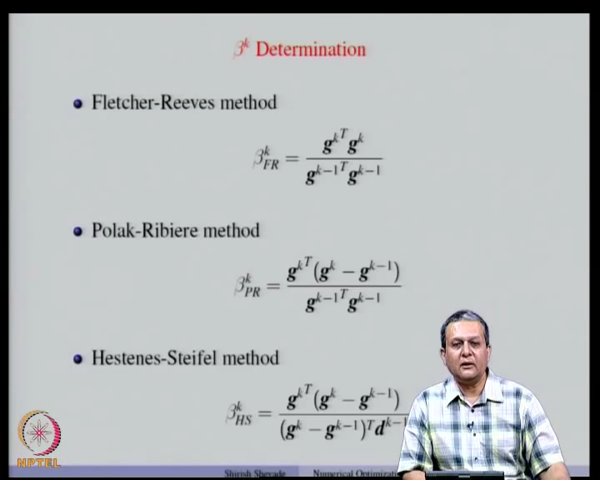 β^k Determination
Fletcher-Reeves method
β^k_FR = g^{k^T} g^k / g^{k-1^T} g^{k-1}
Polak-Ribiere method
β^k_PR = g^{k^T} (g^k − g^{k−1}) / g^{k-1^T} g^{k-1}
Hestenes-Steifel method
β^k_HS = g^{k^T} (g^k − g^{k−1}) / (g^k − g^{k−1})^T d^{k-1}
NPTEL
Shirish Shevade Numerical Optimization